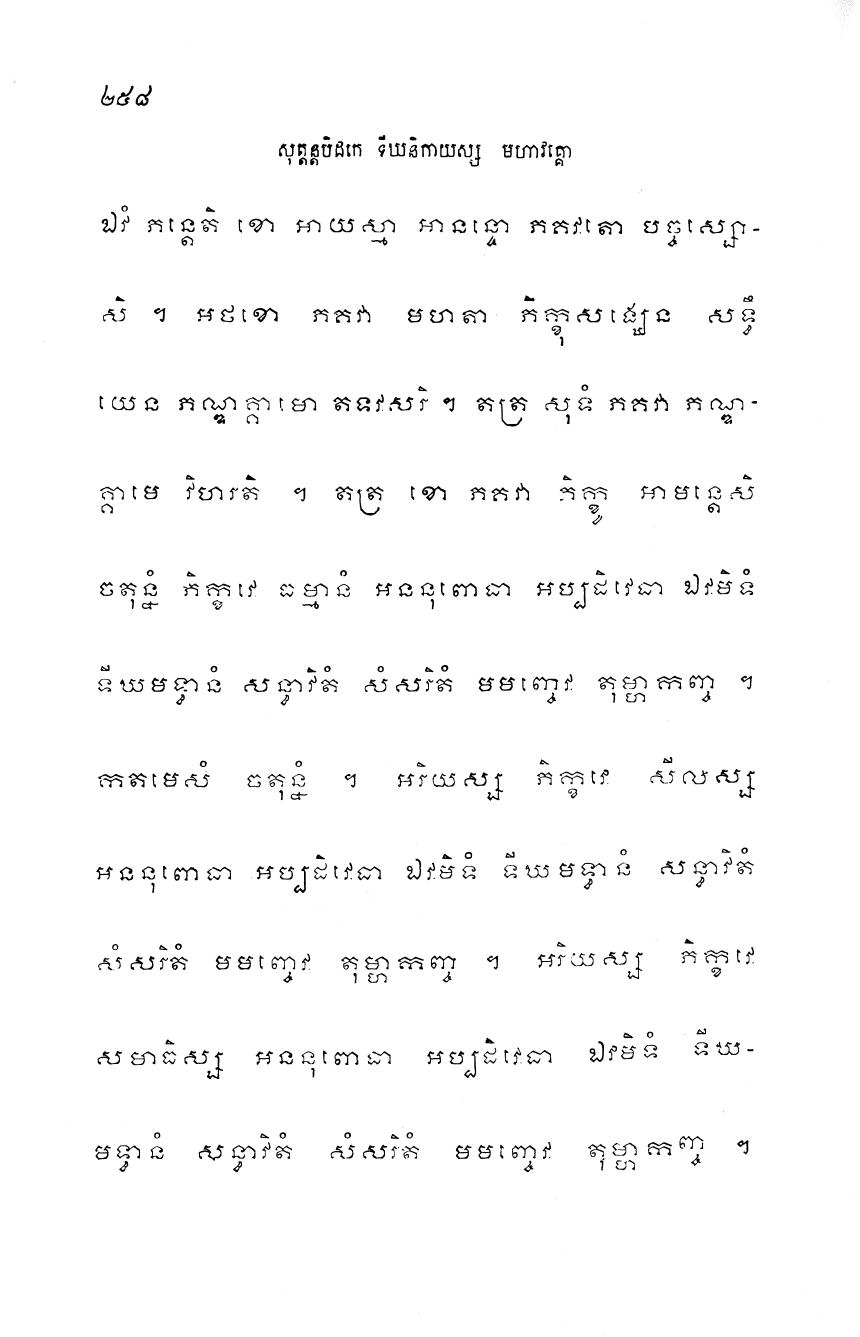 ២៥៨
សុត្តន្តបិដកេ ទីឃនិកាយស្ស មហាវគ្គោ
ឯវំ ភន្តេតិ ខោ អាយស្មា អានន្ទោ ភគវតោ បច្ចស្សោ-
សិ ។ អថខោ ភគវា មហតា ភិក្ខុសង្ឃេន សទ្ធឹ
យេន ភណ្ឌគ្គាមោ តទវសរិ ។ តត្រ សុទំ ភគវា ភណ្ឌ-
គ្គាមេ វិហរតិ ។ តត្រ ខោ ភគវា ភិក្ខូ អាមន្តេសិ
ចតុន្នំ ភិក្ខវេ ធម្មានំ អននុពោធា អប្បដិវេធា ឯវមិទំ
ទីឃមទ្ធានំ សន្ធាវិតំ សំសរិតំ មមញ្ចេវ តុម្ហាកញ្ច ។
កតមេសំ ចតុន្នំ ។ អរិយស្ស ភិក្ខវេ សីលស្ស
អននុពោធា អប្បដិវេធា ឯវមិទំ ទីឃមទ្ធានំ សន្ធាវិតំ
សំសរិតំ មមញ្ចេវ តុម្ហាកញ្ច ។ អរិយស្ស ភិក្ខវេ
សមាធិស្ស អននុពោធា អប្បដិវេធា ឯវមិទំ ទីឃ-
មទ្ធានំ សន្ធាវិតំ សំសរិតំ មមញ្ចេវ តុម្ហាកញ្ច ។